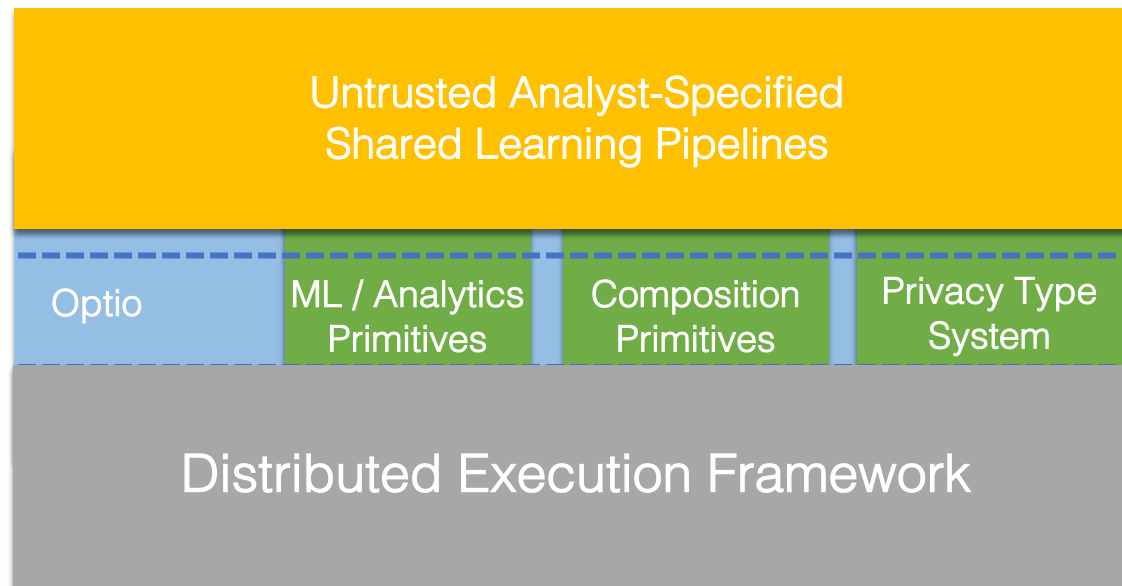 Untrusted Analyst-Specified
Shared Learning Pipelines
Optio
ML / Analytics
Primitives
Composition
Primitives
Privacy Type
System
Distributed Execution Framework